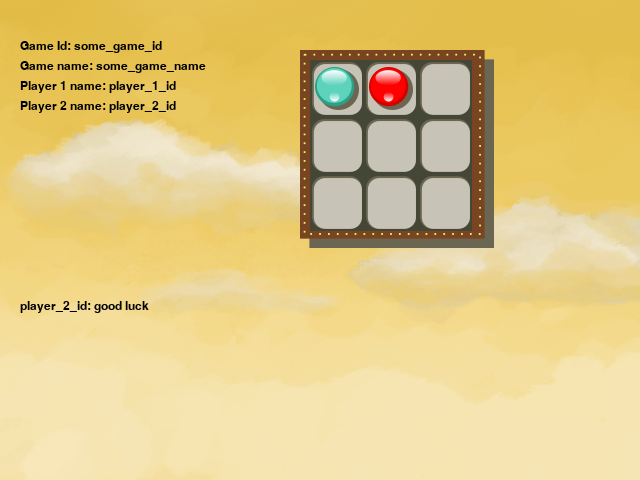 Game Id: some_game_id
Game name: some_game_name
Player 1 name: player_1_id
Player 2 name: player_2_id
player_2_id: good luck